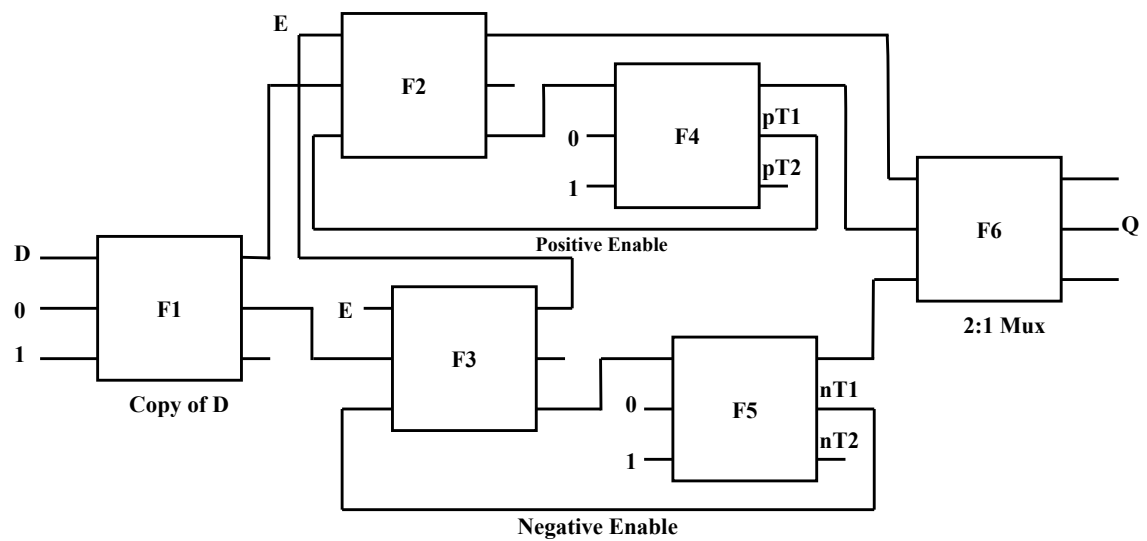 E
F2
F4
0
1
pT1
pT2
Positive Enable
D
0
1
F1
Copy of D
E
F3
0
1
F5
nT1
nT2
Negative Enable
F6
Q
2:1 Mux